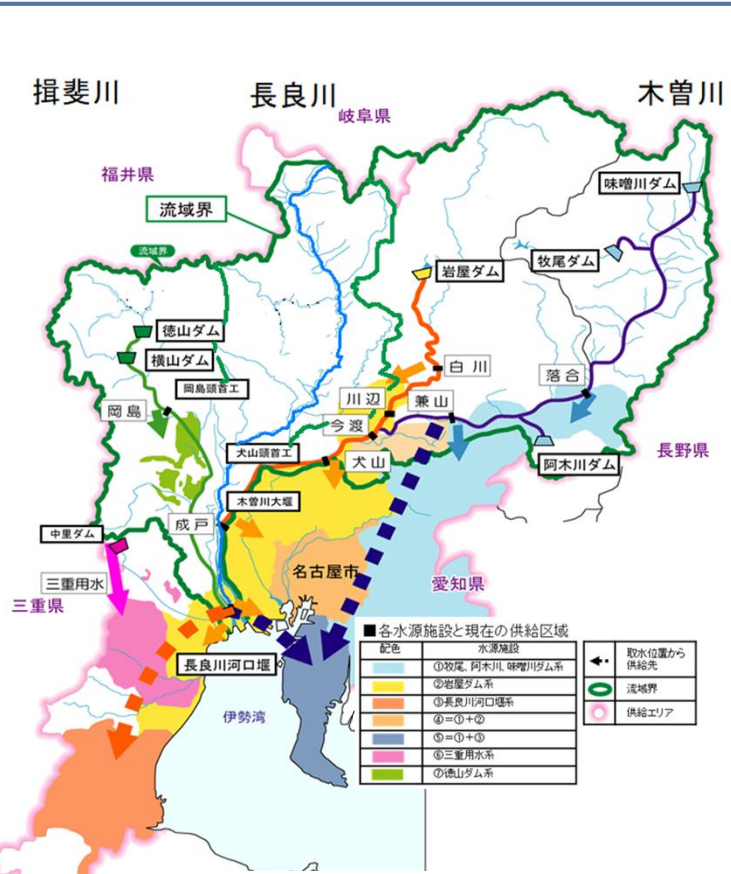 揖斐川
長良川
木曽川
岐阜県
福井県
流域界
流域界
味噌川ダム
牧尾ダム
岩屋ダム
徳山ダム
横山ダム
白川
落合
岡島頭首工
川辺
兼山
岡島
今渡
犬山頭首工
犬山
阿木川ダム
長野県
木曽川大堰
成戸
中里ダム
三重用水
三重県
名古屋市
愛知県
長良川河口堰
伊勢湾
■各水源施設と現在の供給区域
配色 水源施設
①牧尾、阿木川、味噌川ダム系
②岩屋ダム系
③長良川河口堰系
④=①+②
⑤=①+③
⑥三重用水系
⑦徳山ダム系
取水位置から
供給先
流域界
供給エリア